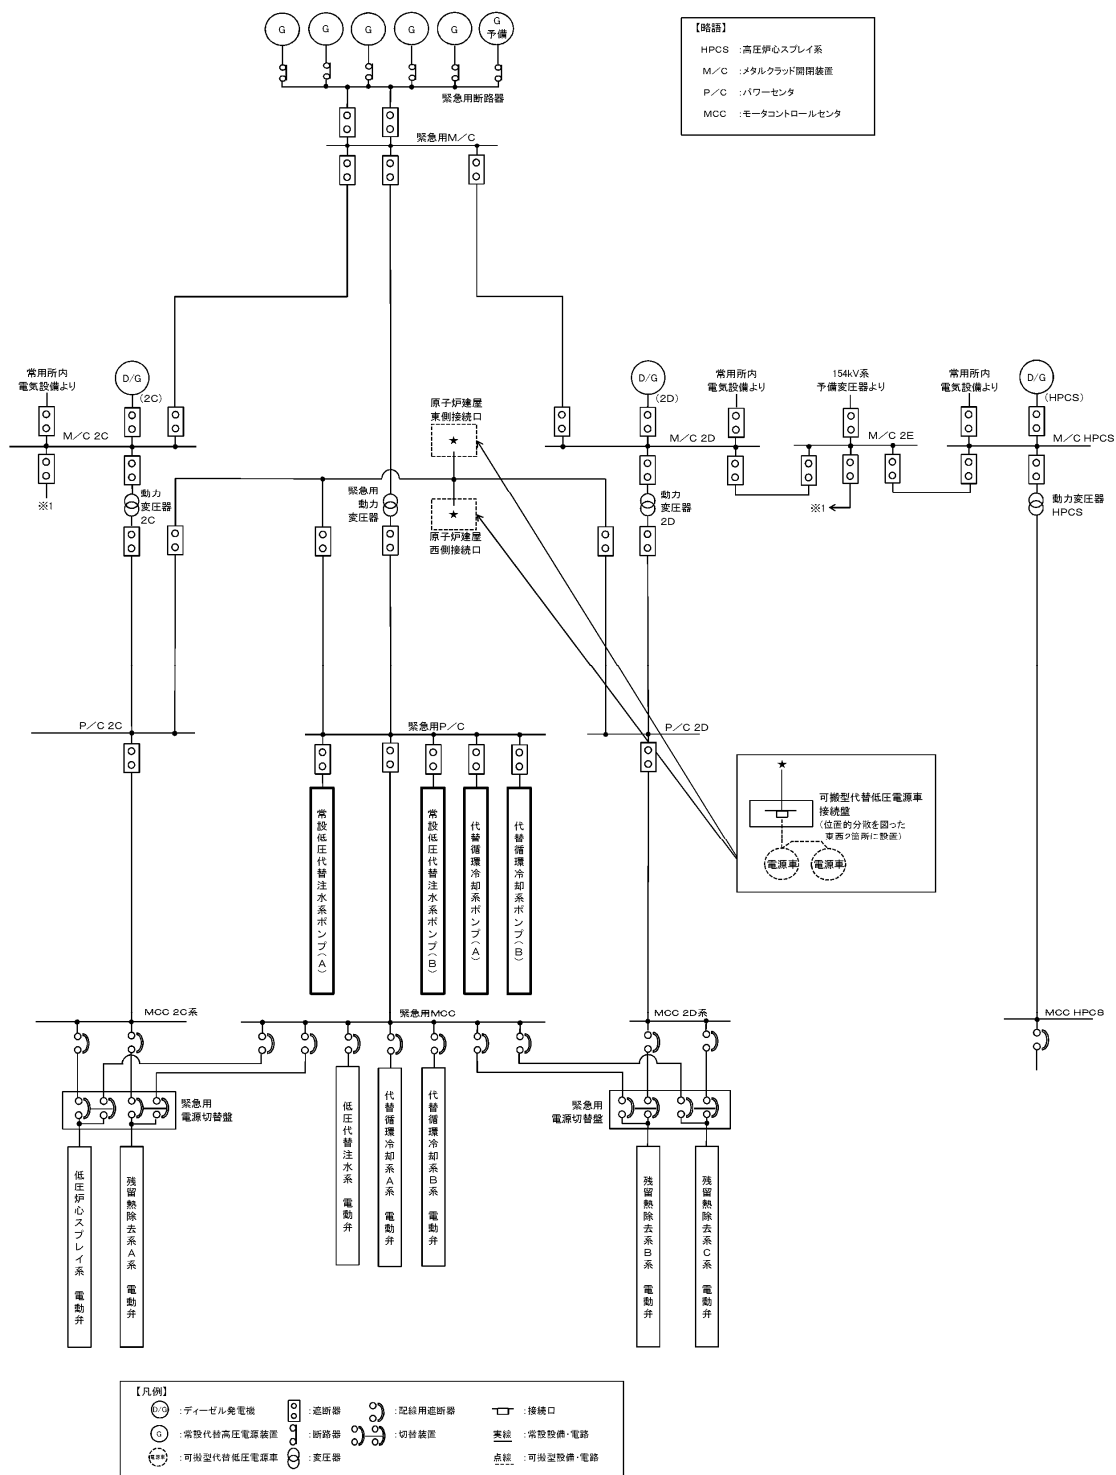 G
G
G
G
G
G
予備
緊急用断路器
緊急用M/C
【略語】
HPCS :高圧炉心スプレイ系
M/C :メタルクラッド開閉装置
P/C :パワーセンタ
MCC :モータコントロールセンタ
常用所内
電気設備より
D/G
(2C)
M/C 2C
※1
動力
変圧器
2C
原子炉建屋
東側接続口
★
★
原子炉建屋
西側接続口
緊急用
動力
変圧器
D/G
(2D)
M/C 2D
動力
変圧器
2D
常用所内
電気設備より
154kV系
予備変圧器より
M/C 2E
※1
常用所内
電気設備より
D/G
(HPCS)
M/C HPCS
動力変圧器
HPCS
P/C 2C
緊急用P/C
P/C 2D
常設低圧代替注水系ポンプ(A)
常設低圧代替注水系ポンプ(B)
代替循環冷却系ポンプ(A)
代替循環冷却系ポンプ(B)
★
可搬型代替低圧電源車
接続盤
(位置的分散を図った
東西2箇所に設置)
電源車
電源車
MCC 2C系
緊急用MCC
MCC 2D系
MCC HPCS
緊急用
電源切替盤
緊急用
電源切替盤
低圧炉心スプレイ系 電動弁
残留熱除去系A系 電動弁
低圧代替注水系 電動弁
代替循環冷却系A系 電動弁
代替循環冷却系B系 電動弁
残留熱除去系B系 電動弁
残留熱除去系C系 電動弁
【凡例】
D/G :ディーゼル発電機
:遮断器
:配線用遮断器
:接続口
G :常設代替高圧電源装置
:断路器
:切替装置
実線 :常設設備・電路
電源車 :可搬型代替低圧電源車
:変圧器
点線 :可搬型設備・電路